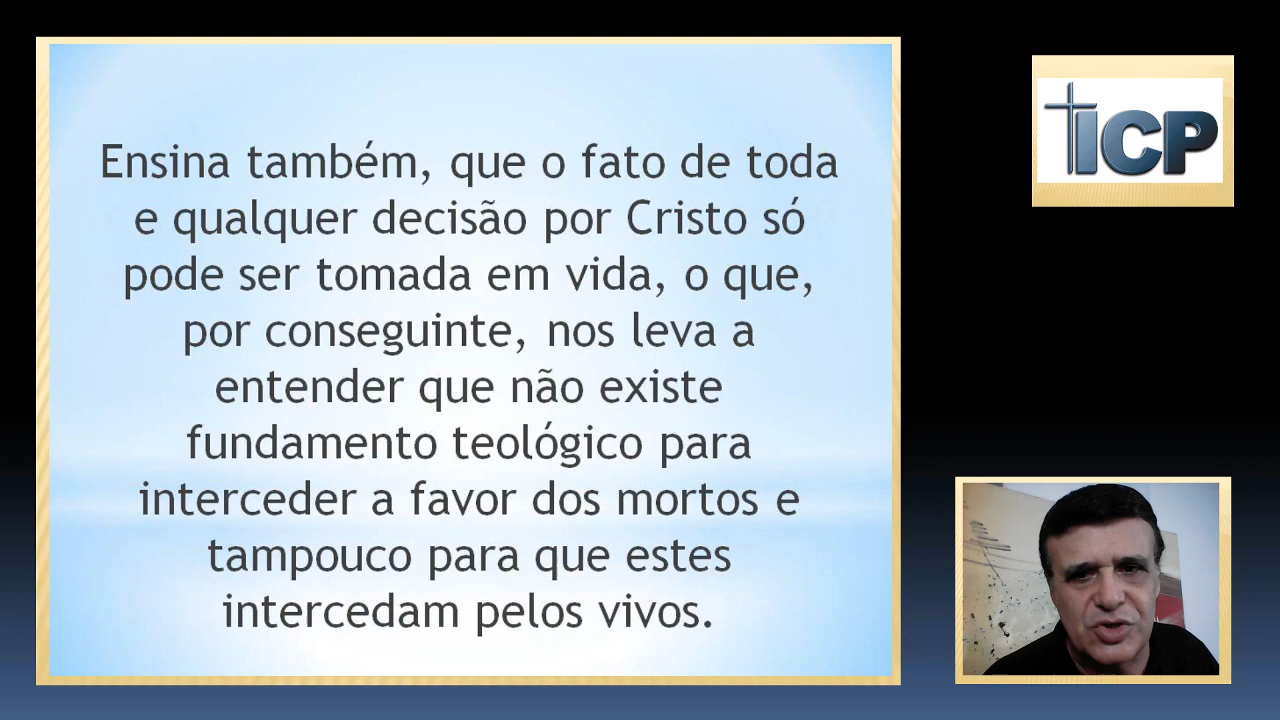 Ensina também, que o fato de toda
e qualquer decisão por Cristo só
pode ser tomada em vida, o que,
por conseguinte, nos leva a
entender que não existe
fundamento teológico para
interceder a favor dos mortos e
tampouco para que estes
intercedam pelos vivos.
ICP